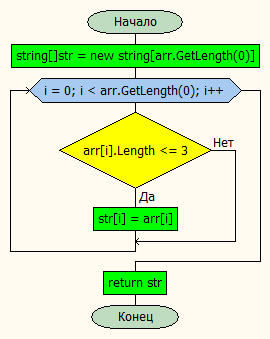 Начало
string[]str = new string[arr.GetLength(0)]
i = 0; i < arr.GetLength(0); i++
arr[i].Length <= 3
Нет
Да
str[i] = arr[i]
return str
Конец